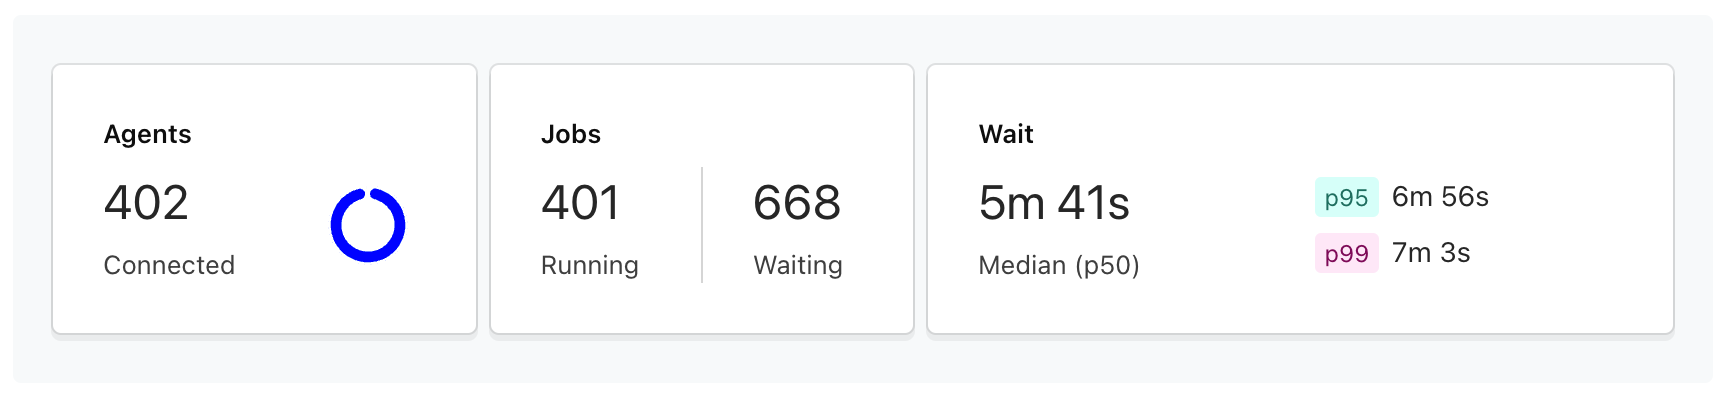 Agents
402
Connected
Jobs
401
Running
668
Waiting
Wait
5m 41s
Median (p50)
p95 6m 56s
p99 7m 3s